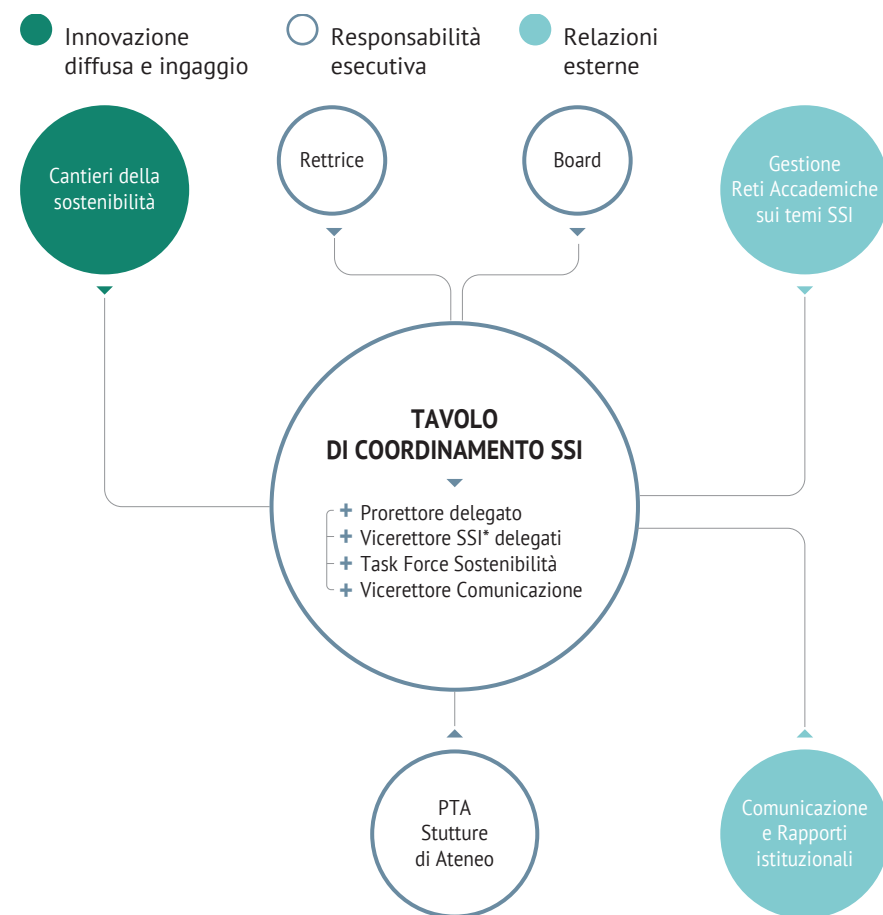 Innovazione
diffusa e ingaggio
Responsabilità
esecutiva
Relazioni
esterne
Cantieri della
sostenibilità
Rettrice
Board
Gestione
Reti Accademiche
sui temi SSI
TAVOLO
DI COORDINAMENTO SSI
+ Prorettore delegato
+ Vicerettore SSI* delegati
+ Task Force Sostenibilità
+ Vicerettore Comunicazione
PTA
Stutture
di Ateneo
Comunicazione
e Rapporti
istituzionali